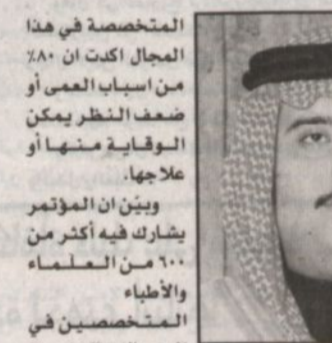 المتخصصة في هذا
المجال اكدت ان ٨٠٪
من اسباب العمى أو
ضعف النظر يمكن
الوقاية منها أو
علاجها.
وبيّن ان المؤتمر
يشارك فيه أكثر من
٦٠٠ من العلماء
والأطباء
المتخصصين في